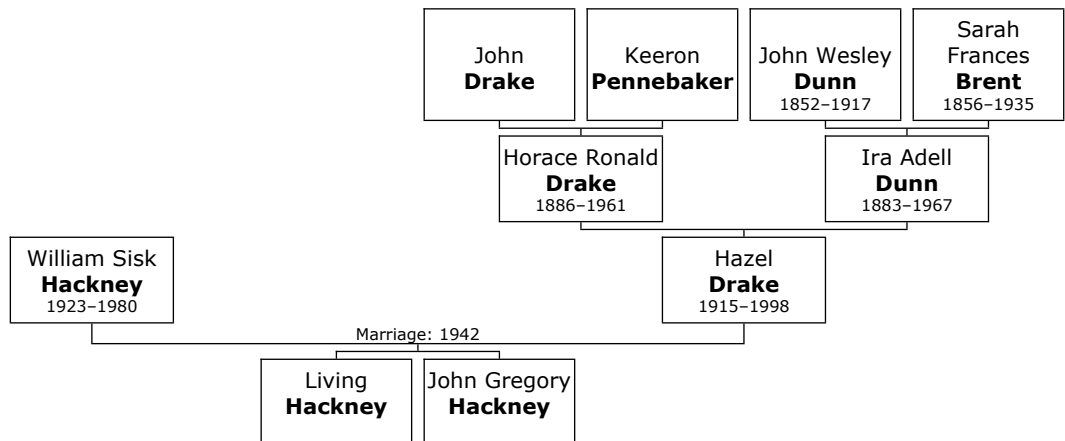 John
Drake
Keeron
Pennebaker
John Wesley
Dunn
1852–1917
Sarah
Frances
Brent
1856–1935
Horace Ronald
Drake
1886–1961
Ira Adell
Dunn
1883–1967
William Sisk
Hackney
1923–1980
Hazel
Drake
1915–1998
Marriage: 1942
Living
Hackney
John Gregory
Hackney